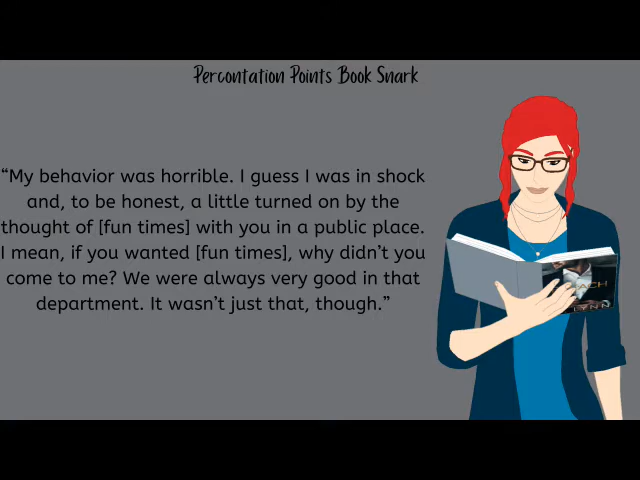 Percontation Points Book Snark
“My behavior was horrible. I guess I was in shock
and, to be honest, a little turned on by the
thought of [fun times] with you in a public place.
I mean, if you wanted [fun times], why didn’t you
come to me? We were always very good in that
department. It wasn’t just that, though.”